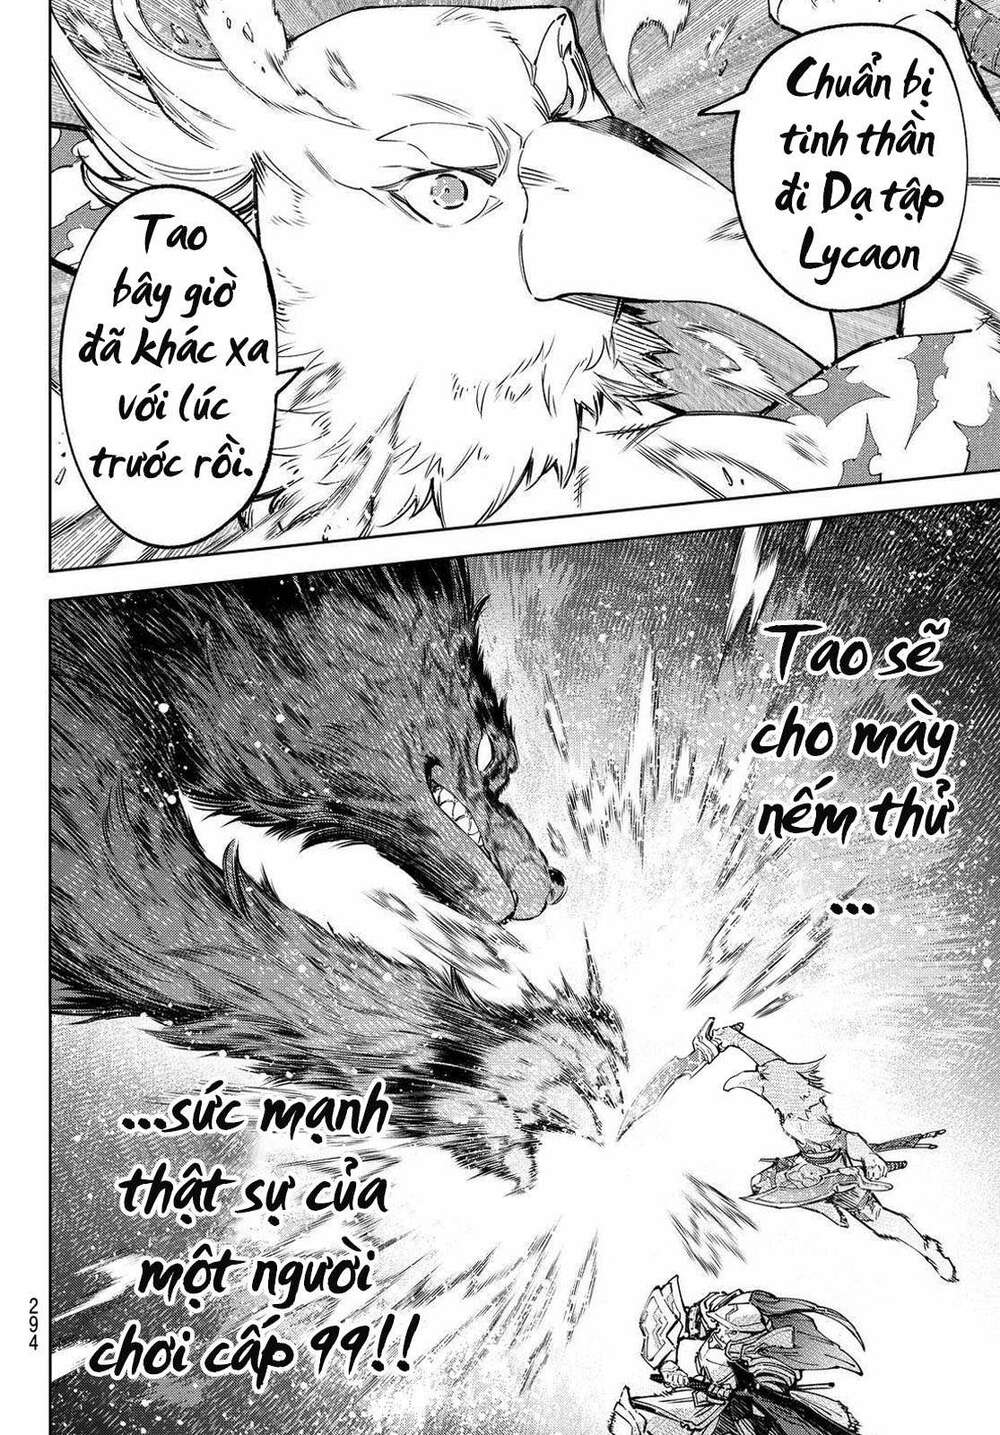 Chuẩn bị
tinh thần
đi Dạ tập
Lycaon
Tao
bây giờ
đã khác xa
với lúc
trước rồi.
Tao sẽ
cho mày
nếm thử
...
...sức mạnh
thật sự của
một người
chơi cấp 99!!
294